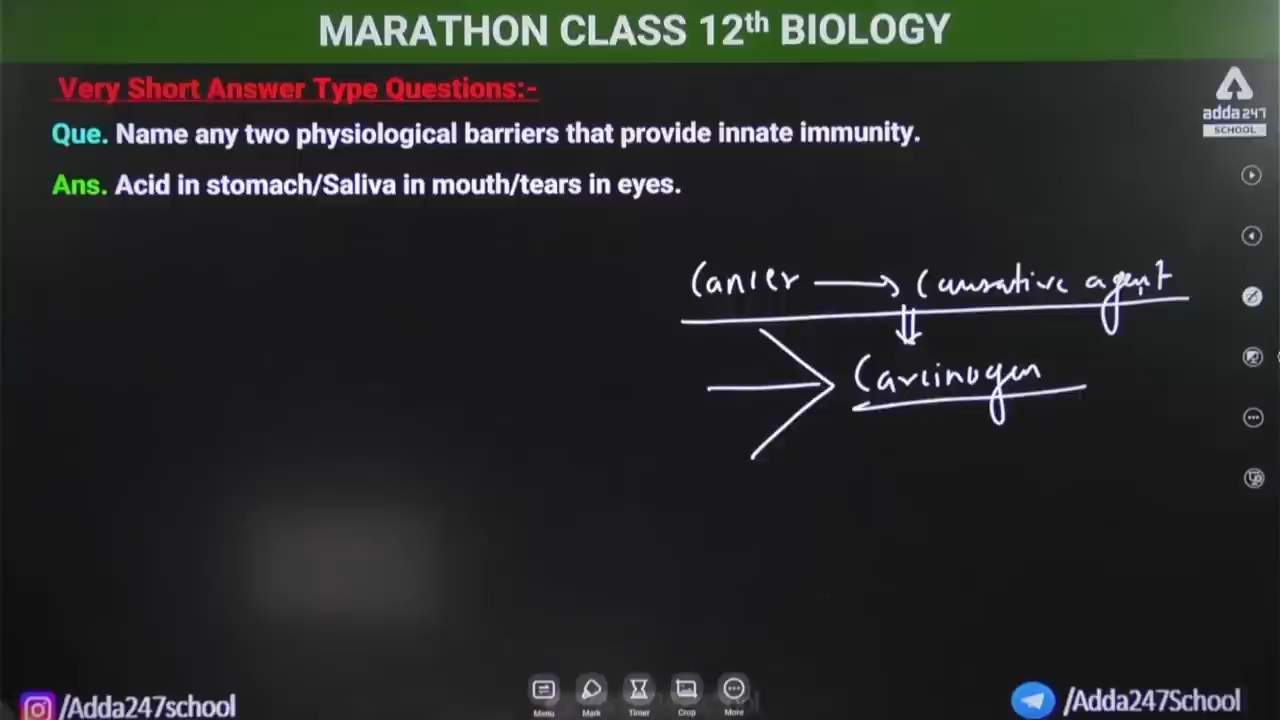 MARATHON CLASS 12th BIOLOGY
Very Short Answer Type Questions:-
adda247
SCHOOL
Que. Name any two physiological barriers that provide innate immunity.
Ans. Acid in stomach/Saliva in mouth/tears in eyes.
Cancer → Causative agent
⇓
Carcinogen
Menu Mark Timer Crop More
/Adda247school
/Adda247School